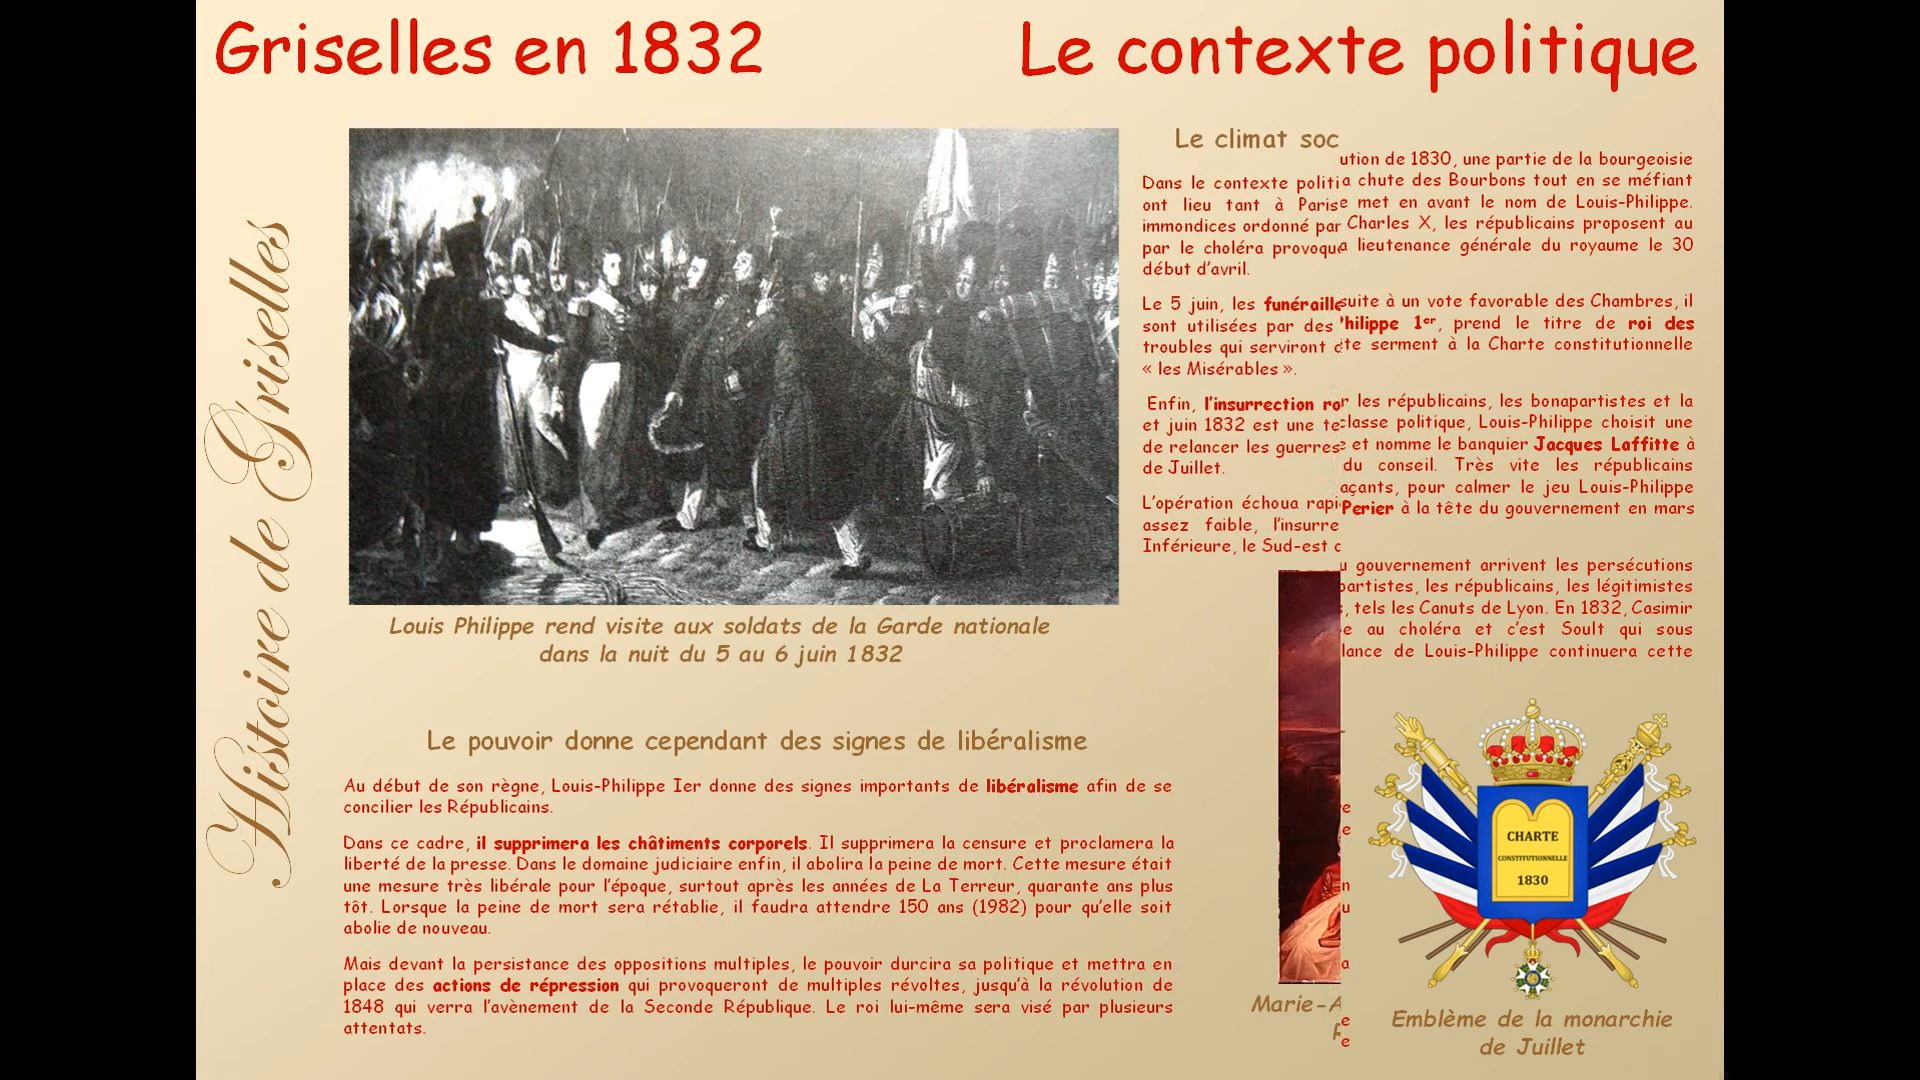 Griselles en 1832
Le contexte politique
Histoire de Griselles
Louis Philippe rend visite aux soldats de la Garde nationale
dans la nuit du 5 au 6 juin 1832
Le pouvoir donne cependant des signes de libéralisme
Au début de son règne, Louis-Philippe Ier donne des signes importants de libéralisme afin de se
concilier les Républicains.
Dans ce cadre, il supprimera les châtiments corporels. Il supprimera la censure et proclamera la
liberté de la presse. Dans le domaine judiciaire enfin, il abolira la peine de mort. Cette mesure était
une mesure très libérale pour l'époque, surtout après les années de La Terreur, quarante ans plus
tôt. Lorsque la peine de mort sera rétablie, il faudra attendre 150 ans (1982) pour qu'elle soit
abolie de nouveau.
Mais devant la persistance des oppositions multiples, le pouvoir durcira sa politique et mettra en
place des actions de répression qui provoqueront de multiples révoltes, jusqu'à la révolution de
1848 qui verra l'avènement de la Seconde République. Le roi lui-même sera visé par plusieurs
attentats.
Le climat soc
Dans le contexte politi
ont lieu tant à Paris
immondices ordonné par
par le choléra provoqu
début d'avril.
Le 5 juin, les funéraille
sont utilisées par des
troubles qui serviront
« les Misérables ».
Enfin, l'insurrection ro
et juin 1832 est une te
de relancer les guerres
de Juillet.
L'opération échoua rapi
assez faible, l'insurre
Inférieure, le Sud-est
Marie-A
ution de 1830, une partie de la bourgeoisie
a chute des Bourbons tout en se méfiant
e met en avant le nom de Louis-Philippe.
Charles X, les républicains proposent au
a lieutenance générale du royaume le 30
suite à un vote favorable des Chambres, il
hilippe 1er, prend le titre de roi des
te serment à la Charte constitutionnelle
r les républicains, les bonapartistes et la
classe politique, Louis-Philippe choisit une
e et nomme le banquier Jacques Laffitte à
du conseil. Très vite les républicains
açants, pour calmer le jeu Louis-Philippe
Perier à la tête du gouvernement en mars
u gouvernement arrivent les persécutions
partistes, les républicains, les légitimistes
, tels les Canuts de Lyon. En 1832, Casimir
e au choléra et c'est Soult qui sous
lance de Louis-Philippe continuera cette
e
e
n
u
a
e
e
CHARTE
CONSTITUTIONNELLE
1830
Emblème de la monarchie
de Juillet